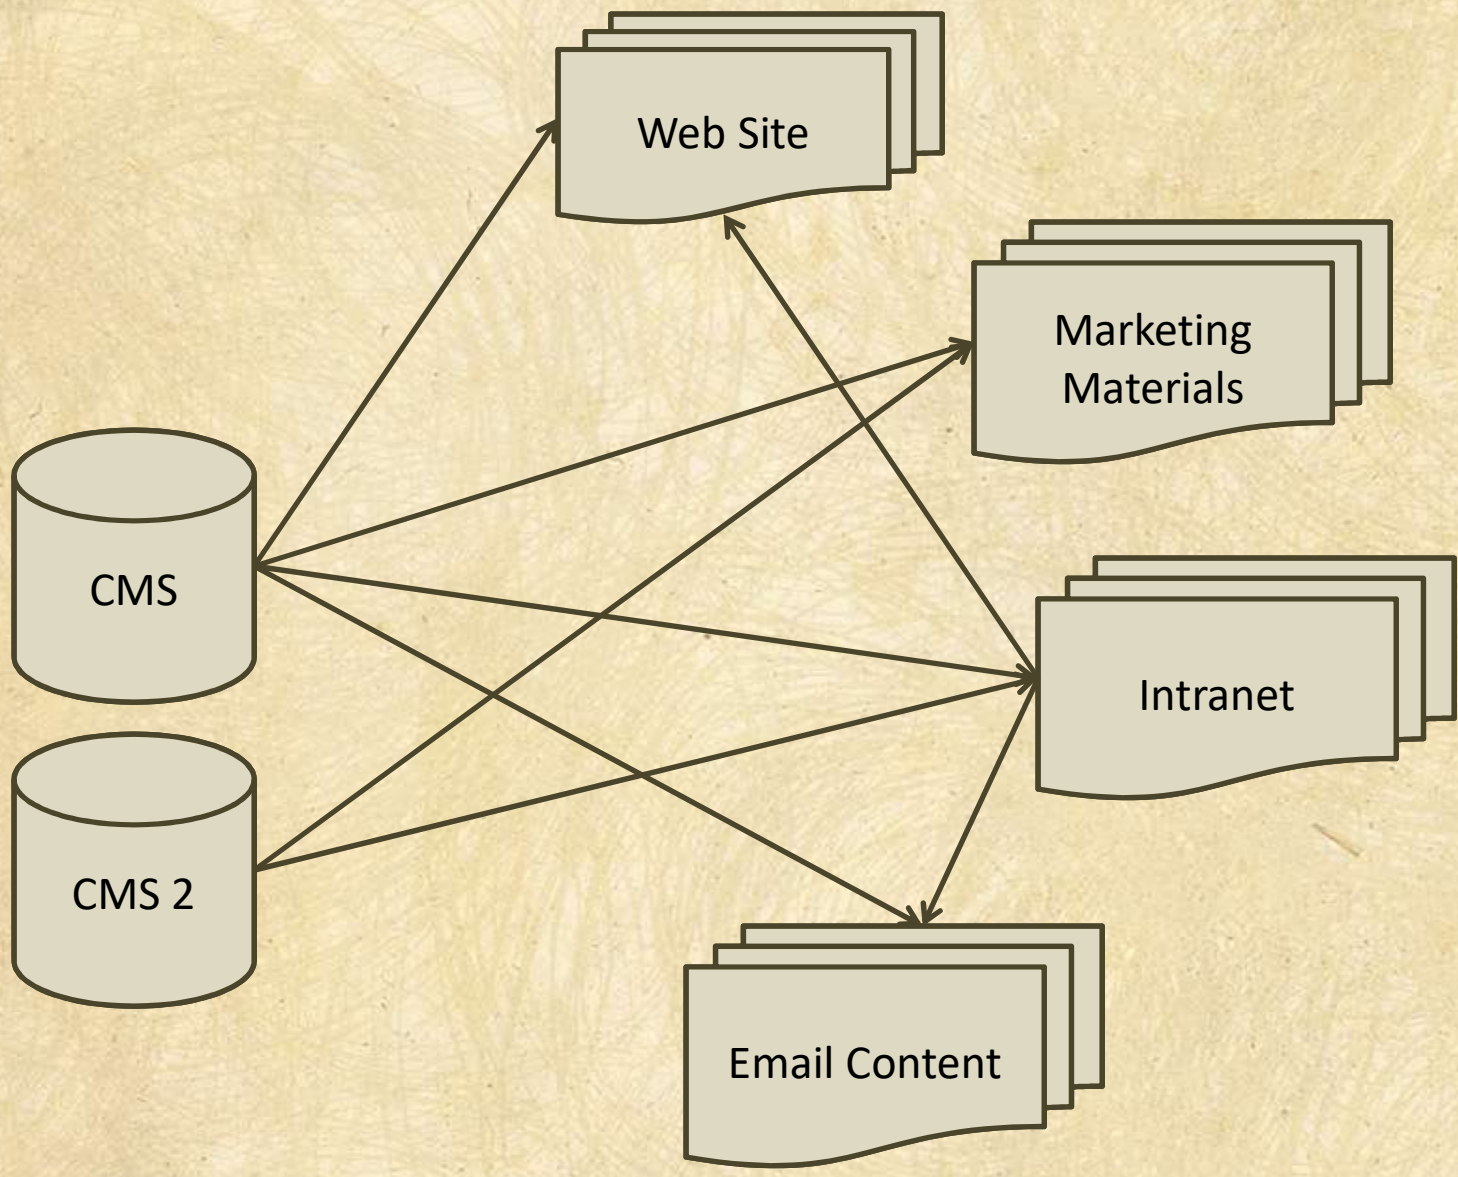 Web Site
Marketing
Materials
CMS
Intranet
CMS 2
Email Content